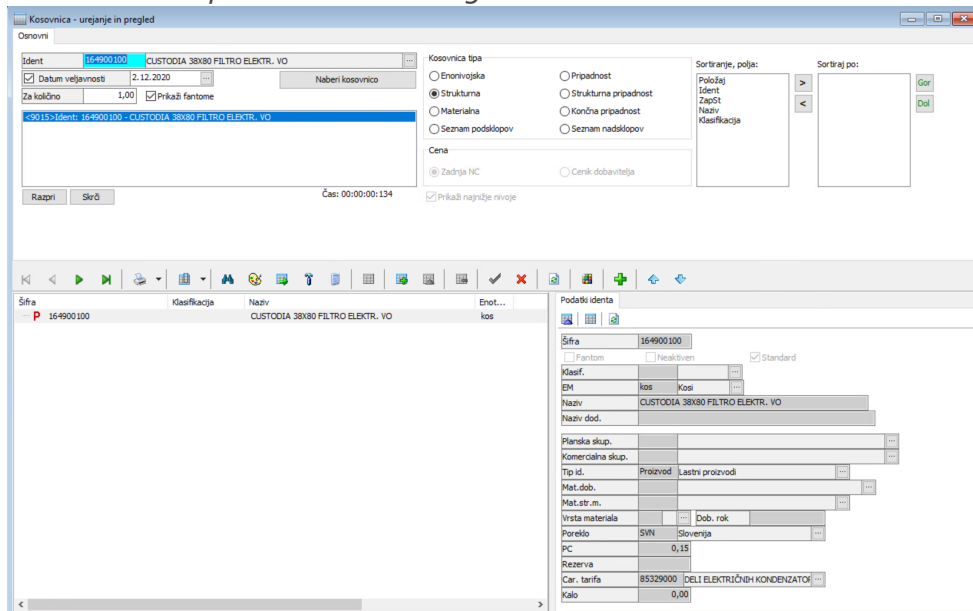 Kosovnica - urejanje in pregled
Osnovni
Ident 164900100 CUSTODIA 38X80 FILTRO ELEKTR. VO ...
Datum veljavnosti 2.12.2020 ... Naberi kosovnico
Za količino 1,00 Prikaži fantome
<9015>Ident: 164900100 - CUSTODIA 38X80 FILTRO ELEKTR. VO
Razpri Skrči Čas: 00:00:00:134
Kosovnica tipa
Enonivojska Pripadnost
Strukturna Strukturna pripadnost
Materialna Končna pripadnost
Seznam podsklopov Seznam nadsklopov
Cena
Zadnja NC Cenik dobavitelja
Prikaži najnižje nivoje
Sortiranje, polja: Sortiraj po:
Položaj
Ident
ZapSt
Naziv
Klasifikacija
> Gor
< Dol
Šifra Klasifikacija Naziv Enot...
P 164900100 CUSTODIA 38X80 FILTRO ELEKTR. VO kos
Podatki identa
Šifra 164900100
Fantom Neaktiven Standard
Klasif. ...
EM kos Kosi ...
Naziv CUSTODIA 38X80 FILTRO ELEKTR. VO
Naziv dod.
Planska skup. ...
Komercialna skup. ...
Tip id. Proizvod Lastni proizvodi ...
Mat.dob. ...
Mat.str.m. ...
Vrsta materiala ... Dob. rok
Poreklo SVN Slovenija ...
PC 0,15
Rezerva
Car. tarifa 85329000 DELI ELEKTRIČNIH KONDENZATOR ...
Kalo 0,00